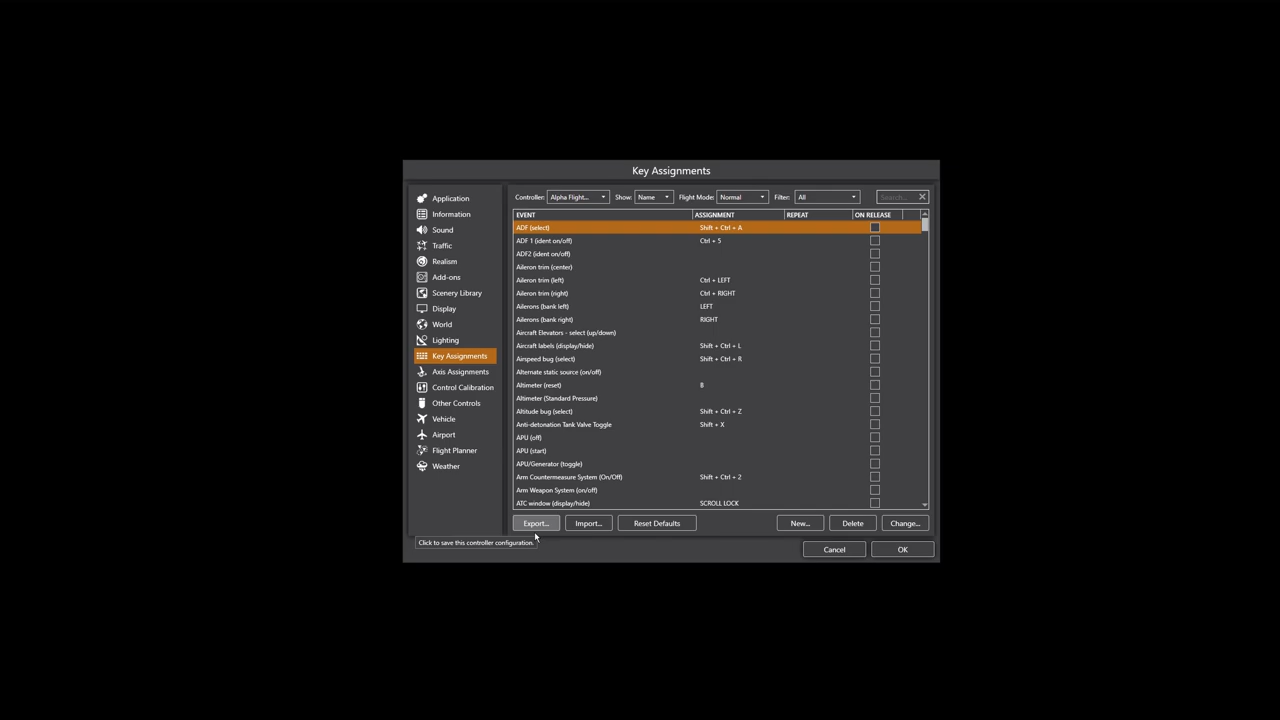 Key Assignments
Application
Information
Sound
Traffic
Realism
Add-ons
Scenery Library
Display
World
Lighting
Key Assignments
Axis Assignments
Control Calibration
Other Controls
Vehicle
Airport
Flight Planner
Weather
Controller: Alpha Flight... Show: Name Flight Mode: Normal Filter: All Search...
EVENT ASSIGNMENT REPEAT ON RELEASE
ADF (select) Shift + Ctrl + A
ADF 1 (ident on/off) Ctrl + 5
ADF2 (ident on/off)
Aileron trim (center)
Aileron trim (left) Ctrl + LEFT
Aileron trim (right) Ctrl + RIGHT
Ailerons (bank left) LEFT
Ailerons (bank right) RIGHT
Aircraft Elevators - select (up/down)
Aircraft labels (display/hide) Shift + Ctrl + L
Airspeed bug (select) Shift + Ctrl + R
Alternate static source (on/off)
Altimeter (reset) B
Altimeter (Standard Pressure)
Altitude bug (select) Shift + Ctrl + Z
Anti-detonation Tank Valve Toggle Shift + X
APU (off)
APU (start)
APU/Generator (toggle)
Arm Countermeasure System (On/Off) Shift + Ctrl + 2
Arm Weapon System (on/off)
ATC window (display/hide) SCROLL LOCK
Export... Import... Reset Defaults New... Delete Change...
Click to save this controller configuration.
Cancel OK